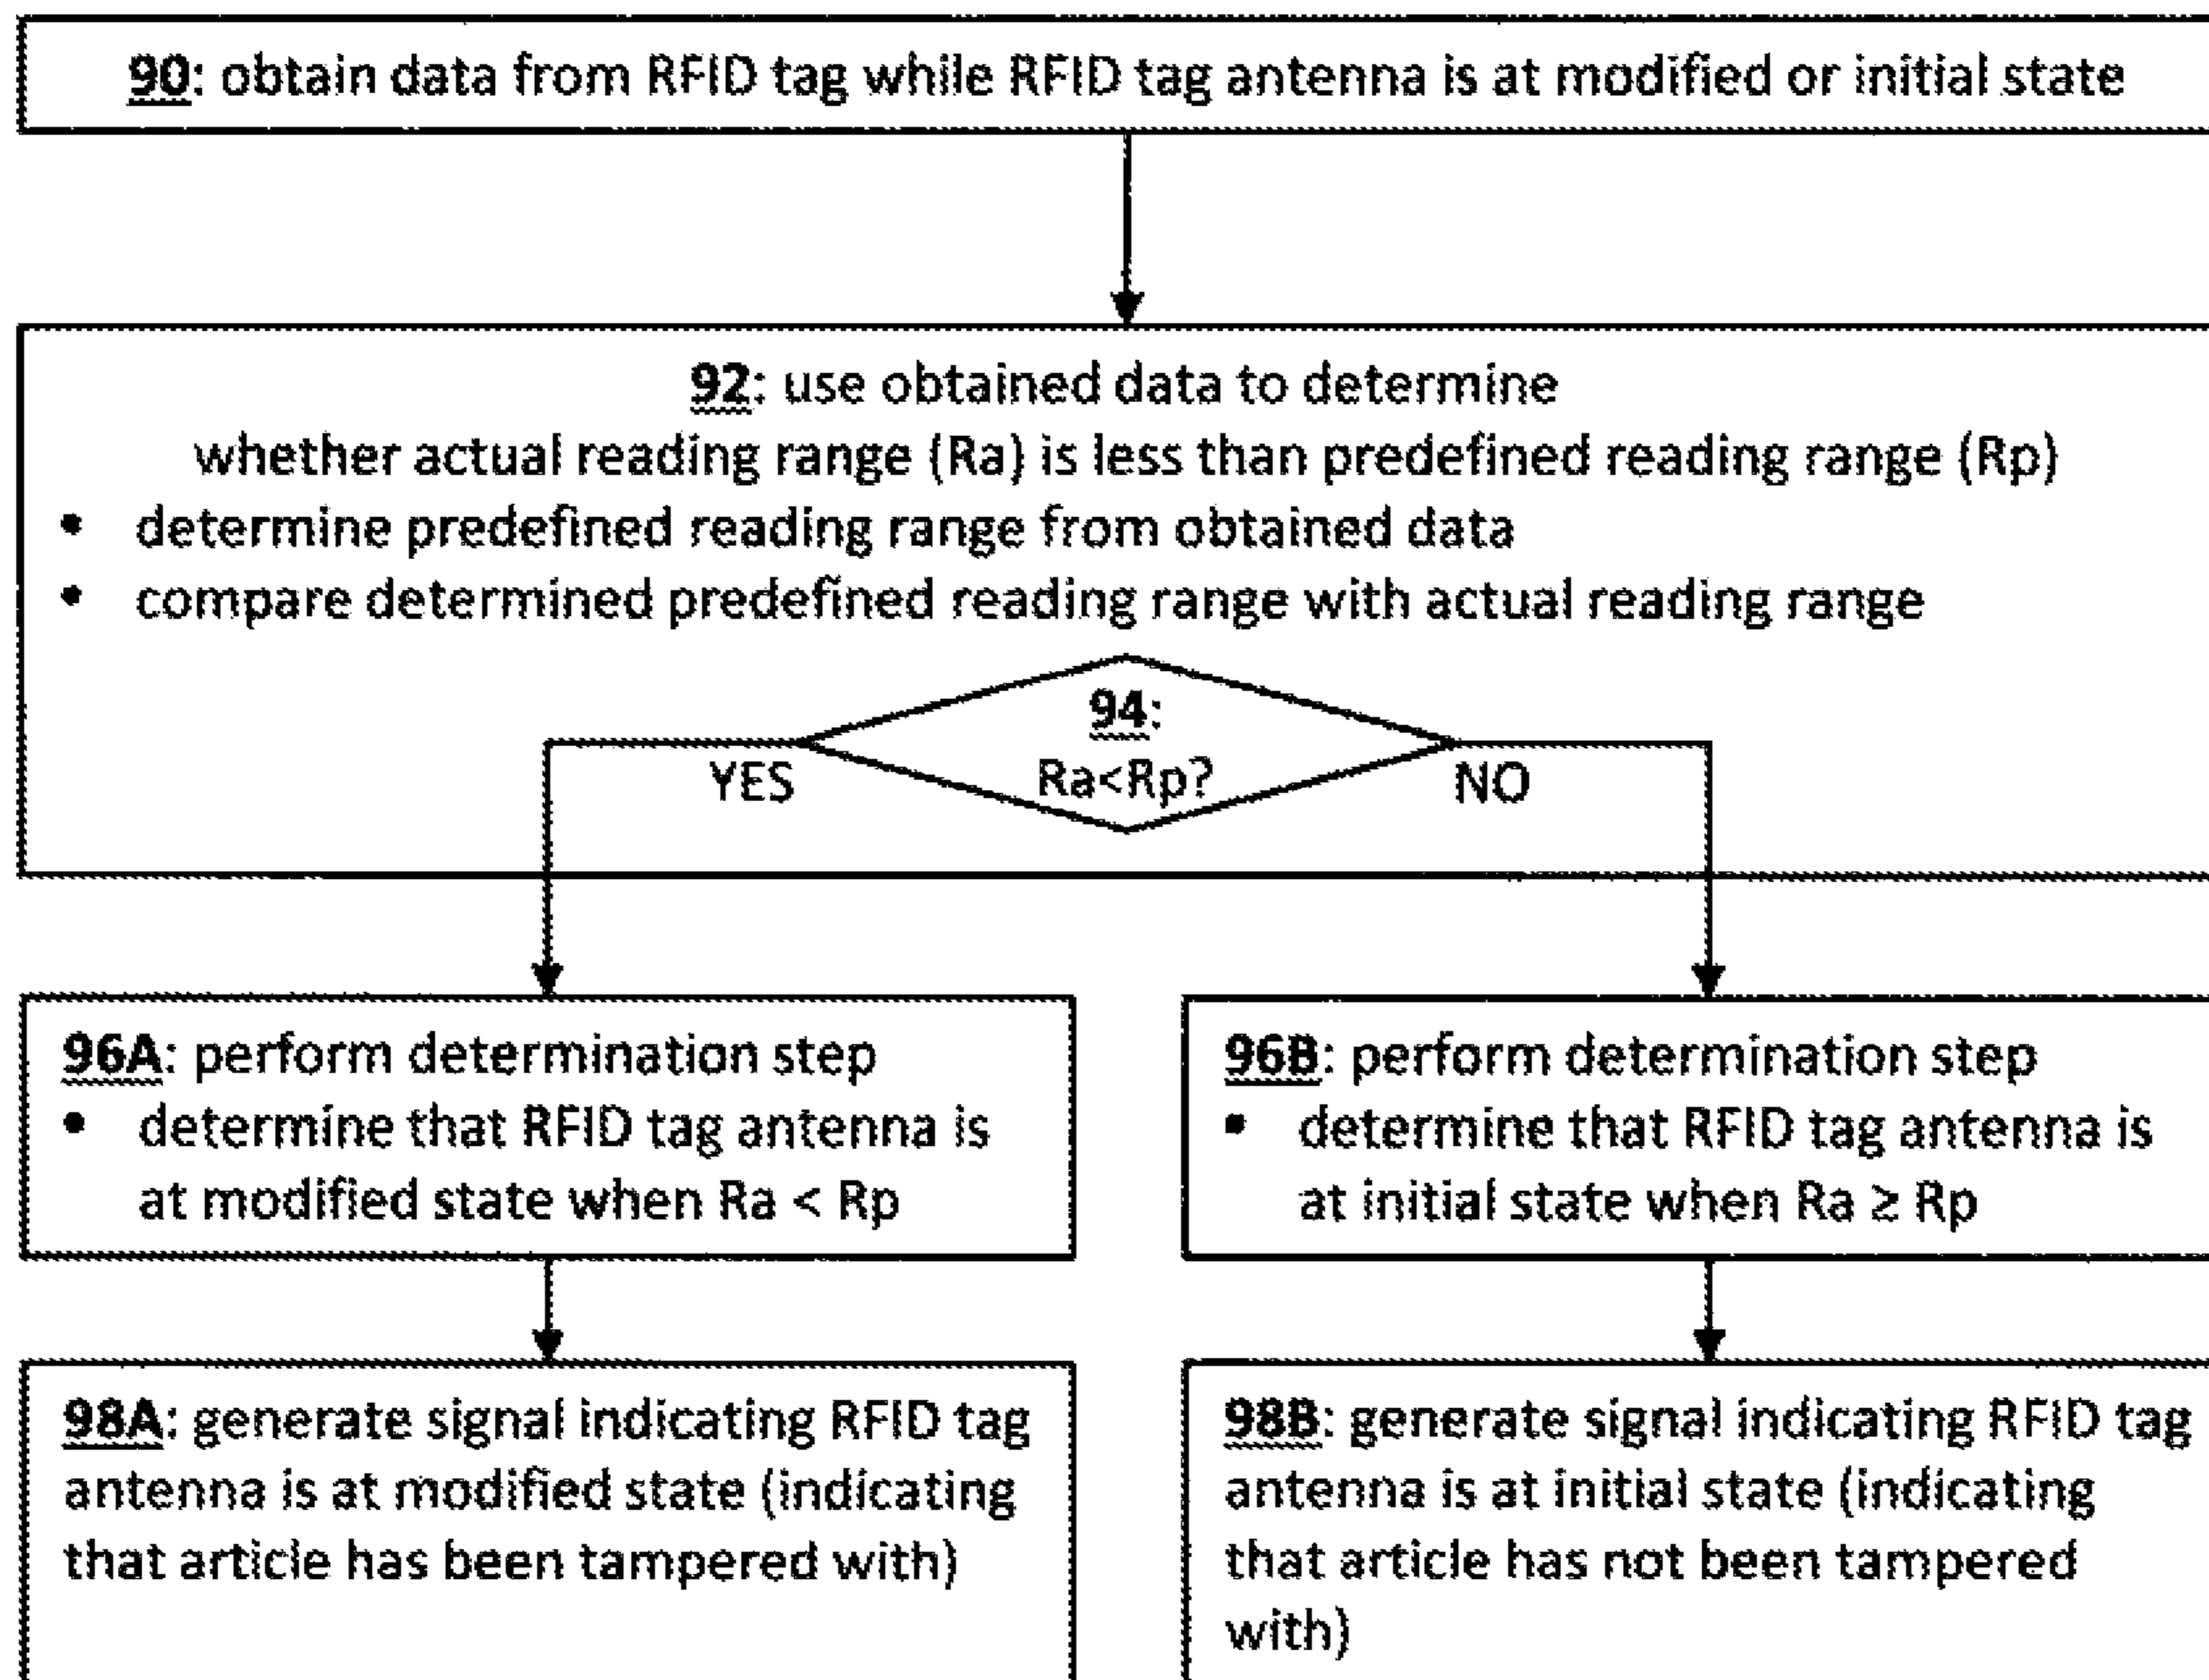 90: obtain data from RFID tag while RFID tag antenna is at modified or initial state
92: use obtained data to determine
whether actual reading range (Ra) is less than predefined reading range (Rp)
• determine predefined reading range from obtained data
• compare determined predefined reading range with actual reading range
94:
Ra<Rp?
YES
NO
96A: perform determination step
• determine that RFID tag antenna is
at modified state when Ra < Rp
96B: perform determination step
• determine that RFID tag antenna is
at initial state when Ra ≥ Rp
98A: generate signal indicating RFID tag
antenna is at modified state (indicating
that article has been tampered with)
98B: generate signal indicating RFID tag
antenna is at initial state (indicating
that article has not been tampered
with)